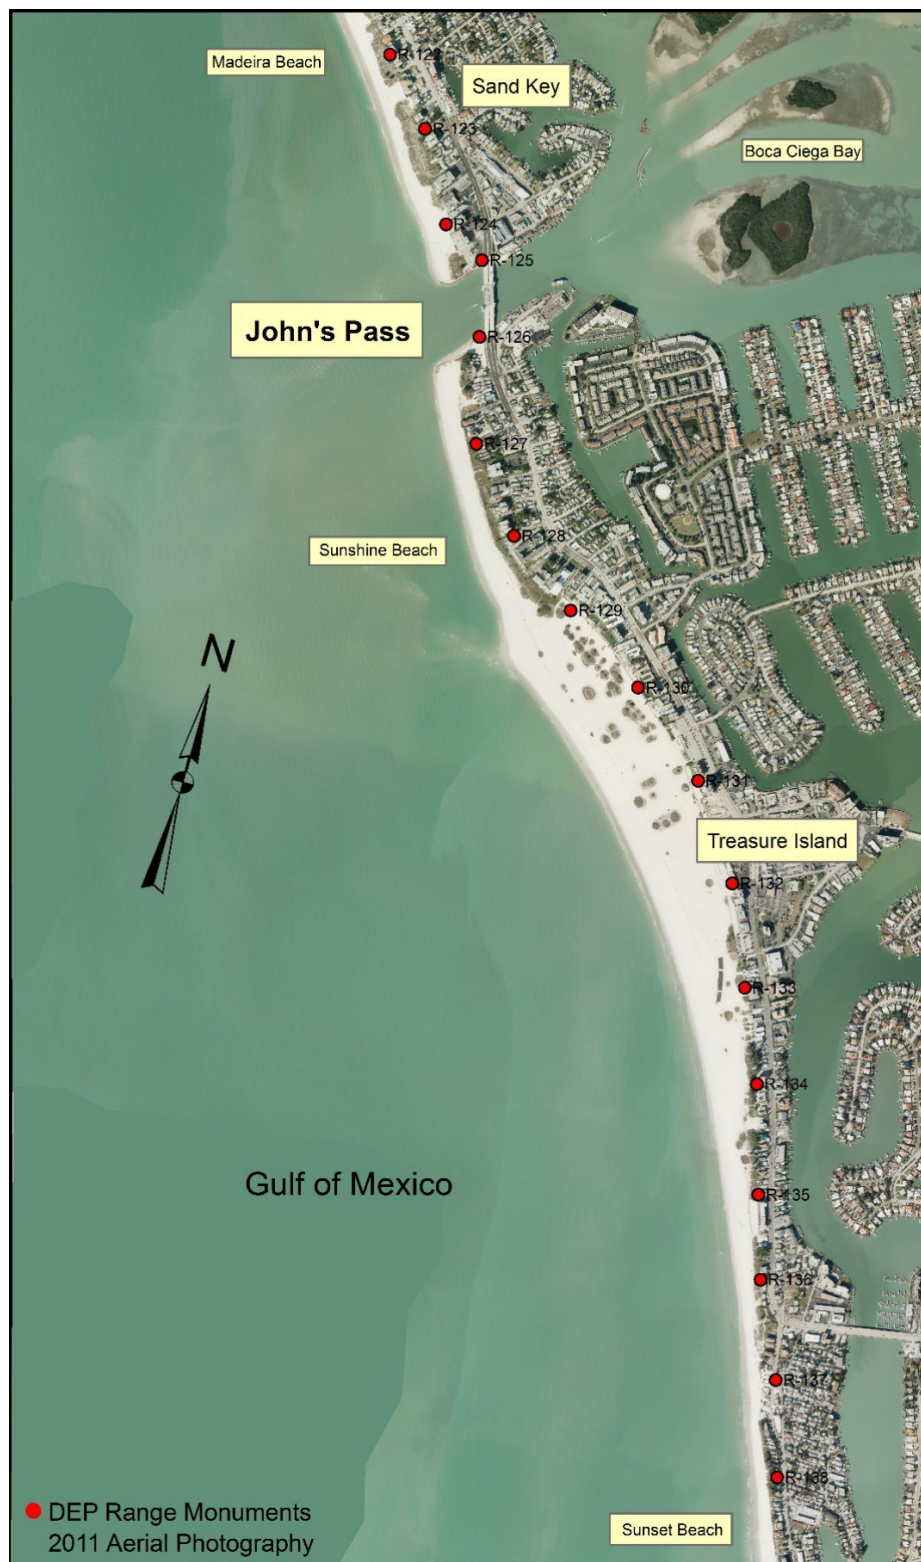 Madeira Beach
R-122
Sand Key
R-123
Boca Ciega Bay
R-124
R-125
John's Pass
R-126
R-127
R-128
Sunshine Beach
R-129
N
R-130
R-131
Treasure Island
R-132
R-133
R-134
Gulf of Mexico
R-135
R-136
R-137
R-138
DEP Range Monuments
2011 Aerial Photography
Sunset Beach